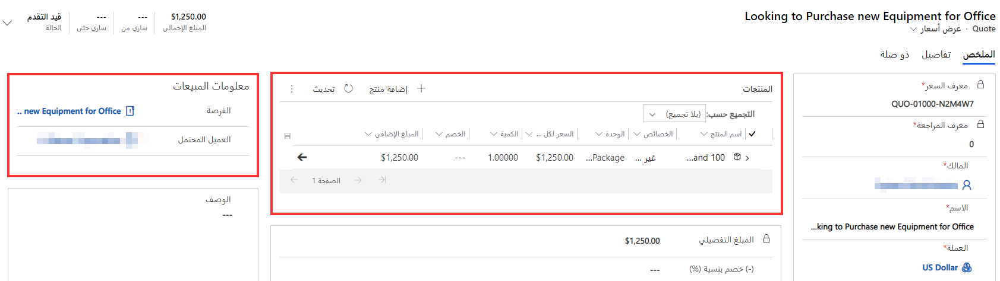 Looking to Purchase new Equipment for Office
Quote · عرض أسعار
$1,250.00
المبلغ الإجمالي
---
ساري من
---
ساري حتى
قيد التقدم
الحالة
الملخص
تفاصيل
ذو صلة
معرف السعر*
QUO-01000-N2M4W7
معرف المراجعة*
0
المالك*
الاسم*
...king to Purchase new Equipment for Office
العملة*
US Dollar
المنتجات
إضافة منتج
تحديث
التجميع حسب: (بلا تجميع)
اسم المنتج
الخصائص
الوحدة
السعر لكل ...
الكمية
الخصم
المبلغ الإضافي
...and 100
غير ...
...Package
$1,250.00
1.00000
---
$1,250.00
الصفحة 1
المبلغ التفصيلي
$1,250.00
(-) خصم بنسبة (%)
---
معلومات المبيعات
الفرصة
... new Equipment for Office
العميل المحتمل
الوصف
---